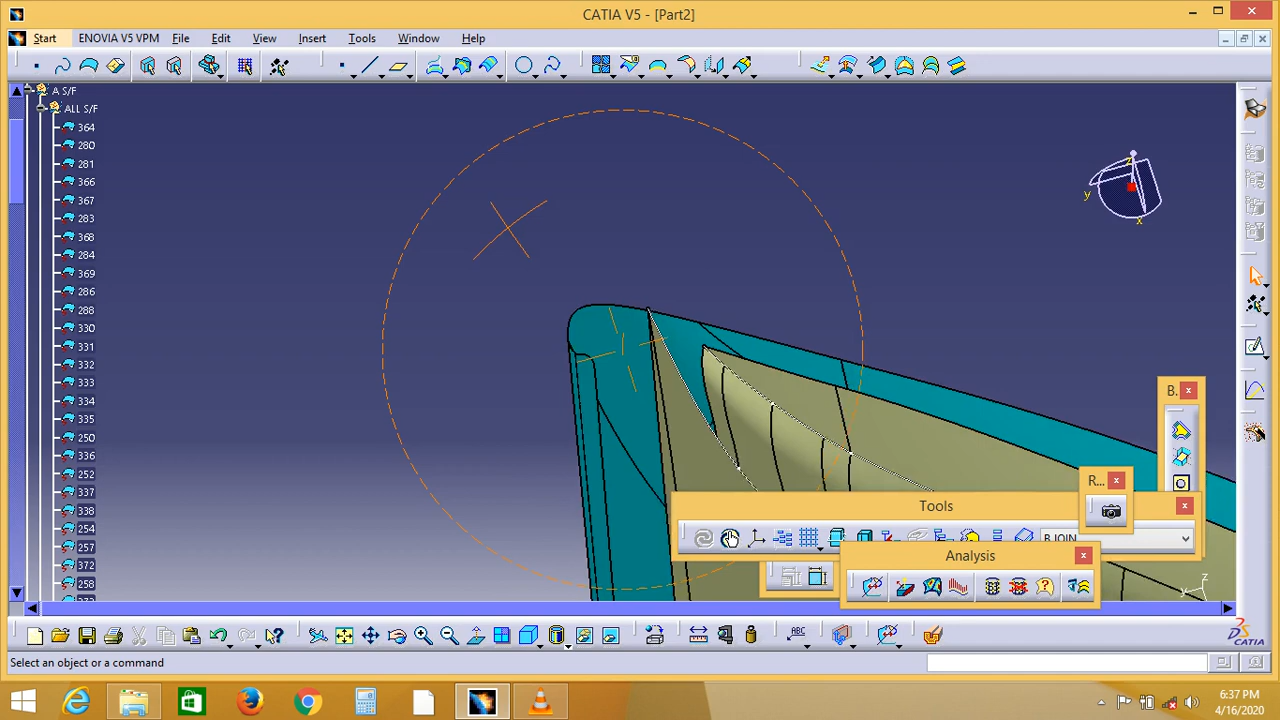 CATIA V5 - [Part2]
Start ENOVIA V5 VPM File Edit View Insert Tools Window Help
A S/F
ALL S/F
364
280
281
366
367
283
368
284
369
286
288
330
331
332
333
334
335
250
336
252
337
338
254
257
372
258
z
y
x
B.
R...
Tools
B JOIN
Analysis
z
y
ABC
CATIA
Select an object or a command
6:37 PM
4/16/2020